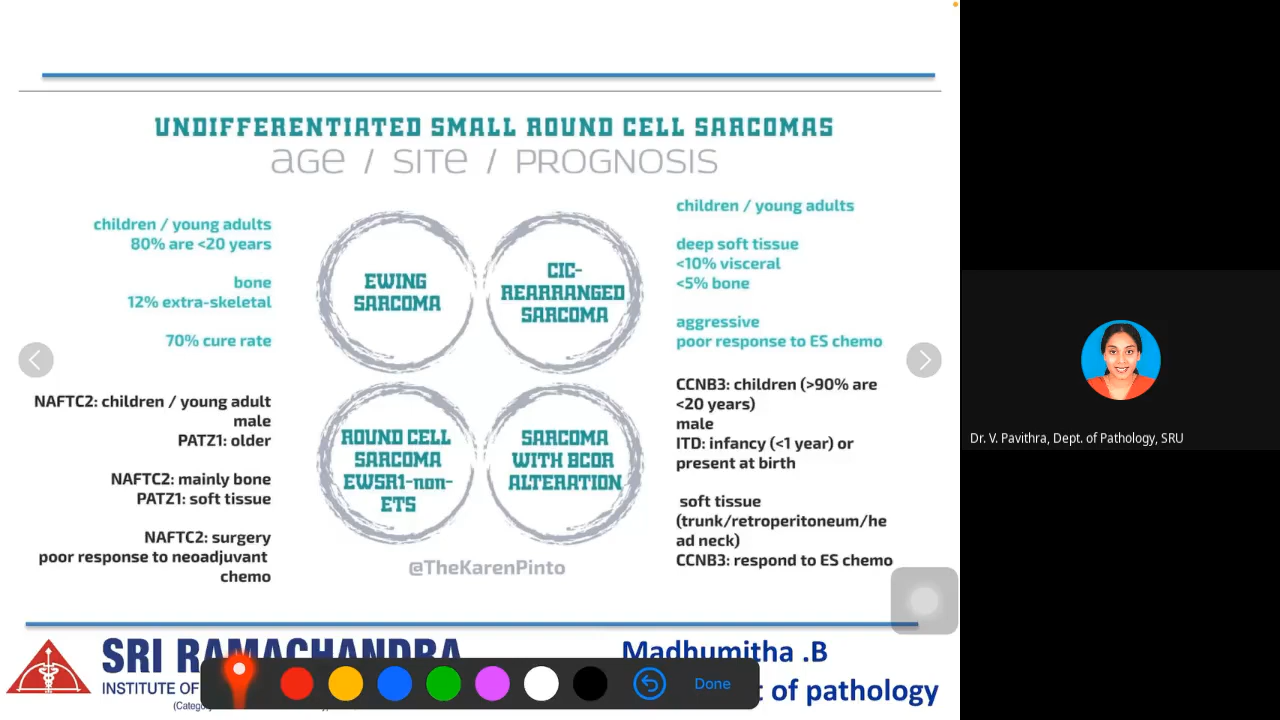 UNDIFFERENTIATED SMALL ROUND CELL SARCOMAS
age / site / PROGNOSIS
children / young adults
80% are <20 years
bone
12% extra-skeletal
70% cure rate
EWING
SARCOMA
CIC-
REARRANGED
SARCOMA
children / young adults
deep soft tissue
<10% visceral
<5% bone
aggressive
poor response to ES chemo
NAFTC2: children / young adult
male
PATZ1: older
NAFTC2: mainly bone
PATZ1: soft tissue
NAFTC2: surgery
poor response to neoadjuvant
chemo
ROUND CELL
SARCOMA
EWSR1-non-
ETS
SARCOMA
WITH BCOR
ALTERATION
CCNB3: children (>90% are
<20 years)
male
ITD: infancy (<1 year) or
present at birth
soft tissue
(trunk/retroperitoneum/he
ad neck)
CCNB3: respond to ES chemo
@TheKarenPinto
SRI RAMACHANDRA
INSTITUTE OF
(Categ
Madhumitha .B
of pathology
Done
Dr. V. Pavithra, Dept. of Pathology, SRU